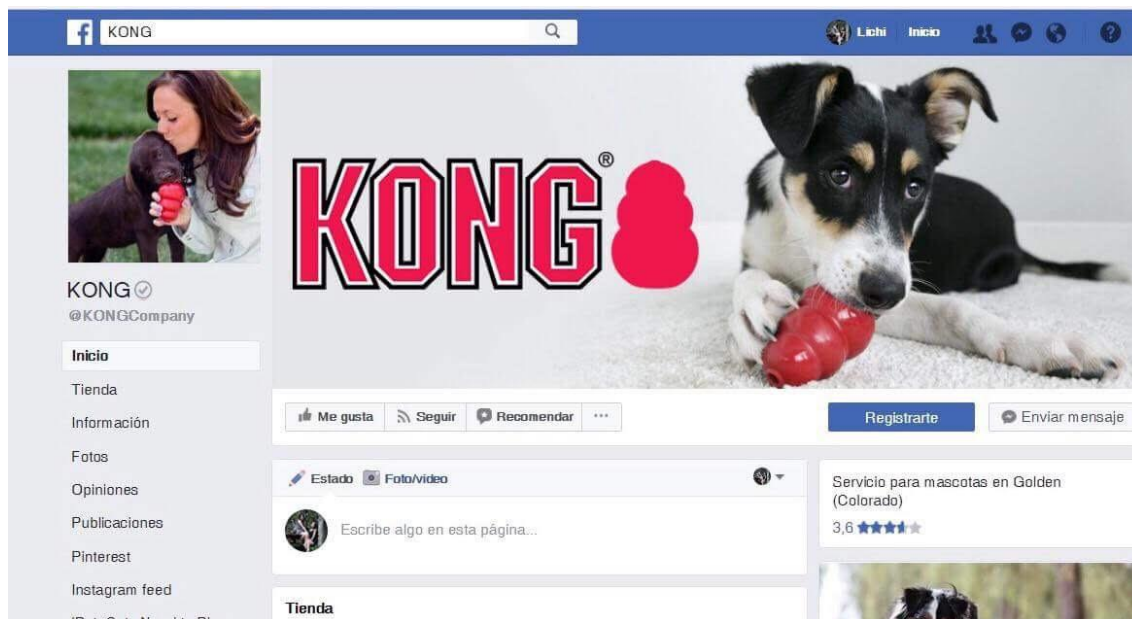 KONG
Lichi Inicio
?
KONG®
KONG
@KONGCompany
Inicio
Tienda
Información
Fotos
Opiniones
Publicaciones
Pinterest
Instagram feed
Me gusta Seguir Recomendar ...
Registrarte Enviar mensaje
Estado Foto/vídeo
Escribe algo en esta página...
Tienda
Servicio para mascotas en Golden
(Colorado)
3,6